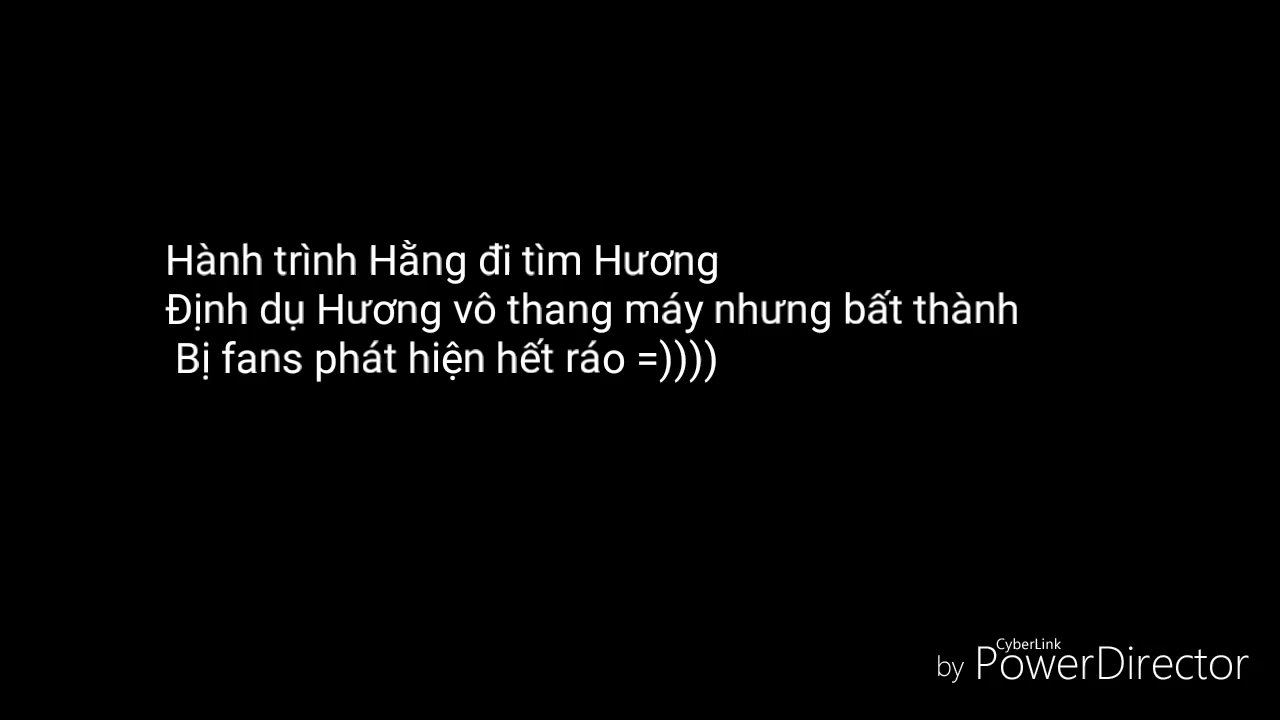 Hành trình Hằng đi tìm Hương
Định dụ Hương vô thang máy nhưng bất thành
Bị fans phát hiện hết ráo =))))
CyberLink
by PowerDirector